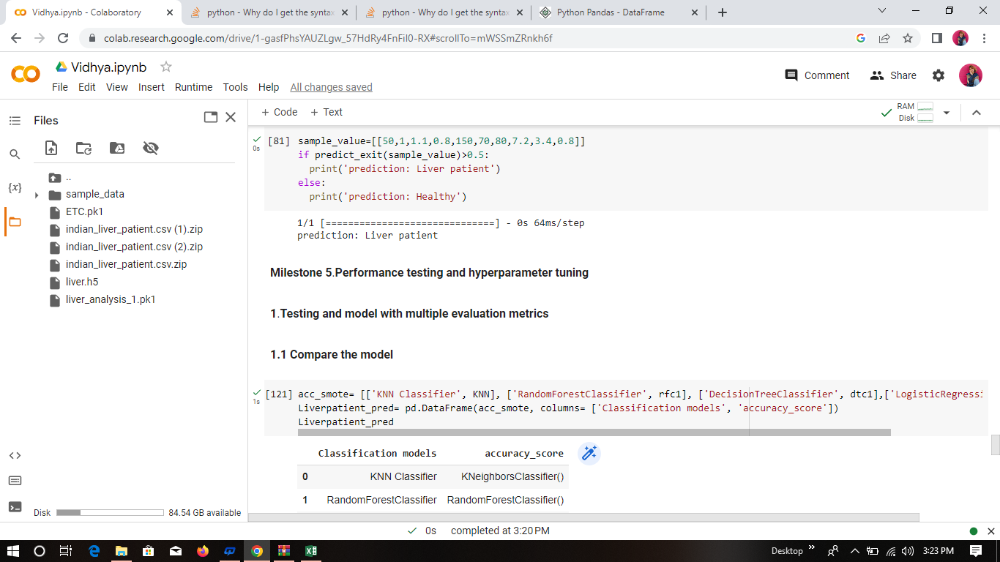 Vidhya.ipynb - Colaboratory
python - Why do I get the syntax
python - Why do I get the syntax
Python Pandas - DataFrame
colab.research.google.com/drive/1-gasfPhsYAUZLgw_57HdRy4FnFiI0-RX#scrollTo=mWSSmZRnkh6f
Vidhya.ipynb
Comment
Share
File Edit View Insert Runtime Tools Help All changes saved
Files
+ Code + Text
RAM
Disk
{x}
..
sample_data
ETC.pk1
indian_liver_patient.csv (1).zip
indian_liver_patient.csv (2).zip
indian_liver_patient.csv.zip
liver.h5
liver_analysis_1.pk1
Disk 84.54 GB available
0s
[81] sample_value=[[50,1,1.1,0.8,150,70,80,7.2,3.4,0.8]]
if predict_exit(sample_value)>0.5:
print('prediction: Liver patient')
else:
print('prediction: Healthy')
1/1 [==============================] - 0s 64ms/step
prediction: Liver patient
Milestone 5.Performance testing and hyperparameter tuning
1.Testing and model with multiple evaluation metrics
1.1 Compare the model
1s
[121] acc_smote= [['KNN Classifier', KNN], ['RandomForestClassifier', rfc1], ['DecisionTreeClassifier', dtc1],['LogisticRegressi
Liverpatient_pred= pd.DataFrame(acc_smote, columns= ['Classification models', 'accuracy_score'])
Liverpatient_pred
Classification models accuracy_score
0 KNN Classifier KNeighborsClassifier()
1 RandomForestClassifier RandomForestClassifier()
0s completed at 3:20 PM
Desktop
3:23 PM